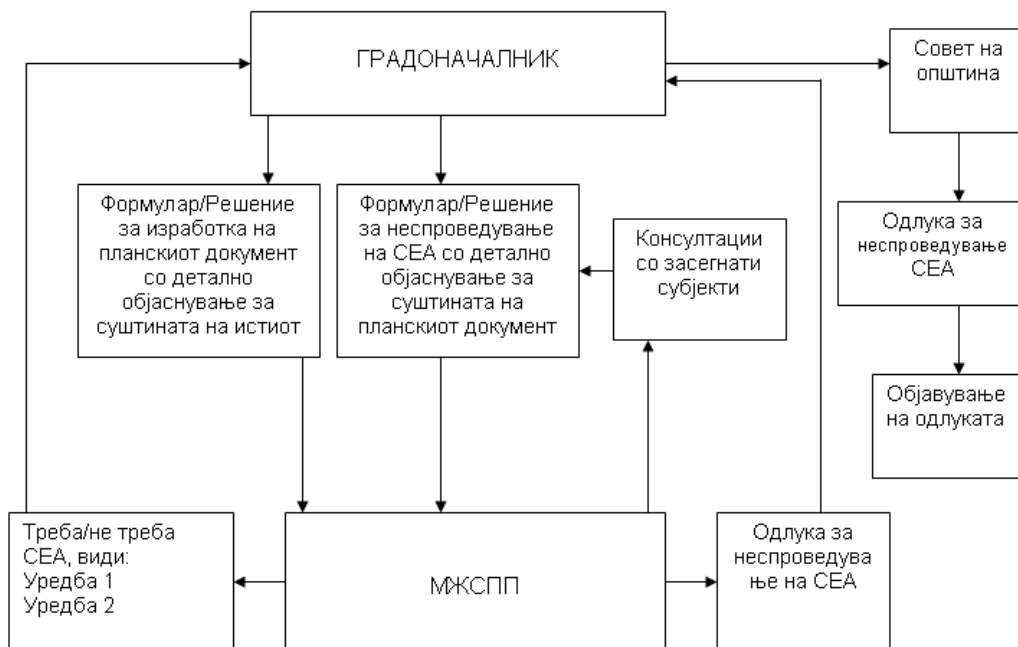 ГРАДОНАЧАЛНИК
Совет на
општина
Формулар/Решение
за изработка на
планскиот документ
со детално
објаснување за
суштината на истиот
Формулар/Решение
за неспроведување
на СЕА со детално
објаснување за
суштината на
планскиот документ
Консултации
со засегнати
субјекти
Одлука за
неспроведување
СЕА
Објавување
на одлуката
Треба/не треба
СЕА, види:
Уредба 1
Уредба 2
МЖСПП
Одлука за
неспроведува
ње на СЕА